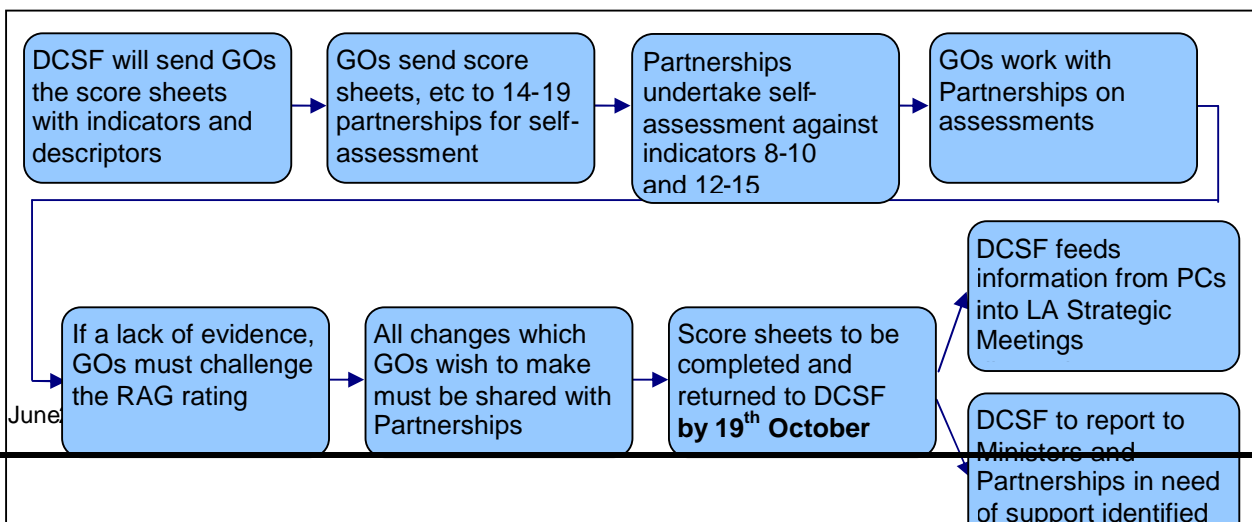 DCSF will send GOs
the score sheets
with indicators and
descriptors
GOs send score
sheets, etc to 14-19
partnerships for self-
assessment
Partnerships
undertake self-
assessment against
indicators 8-10
and 12-15
GOs work with
Partnerships on
assessments
If a lack of evidence,
GOs must challenge
the RAG rating
All changes which
GOs wish to make
must be shared with
Partnerships
Score sheets to be
completed and
returned to DCSF
by 19th October
DCSF feeds
information from PCs
into LA Strategic
Meetings
DCSF to report to
Ministers and
Partnerships in need
of support identified
June